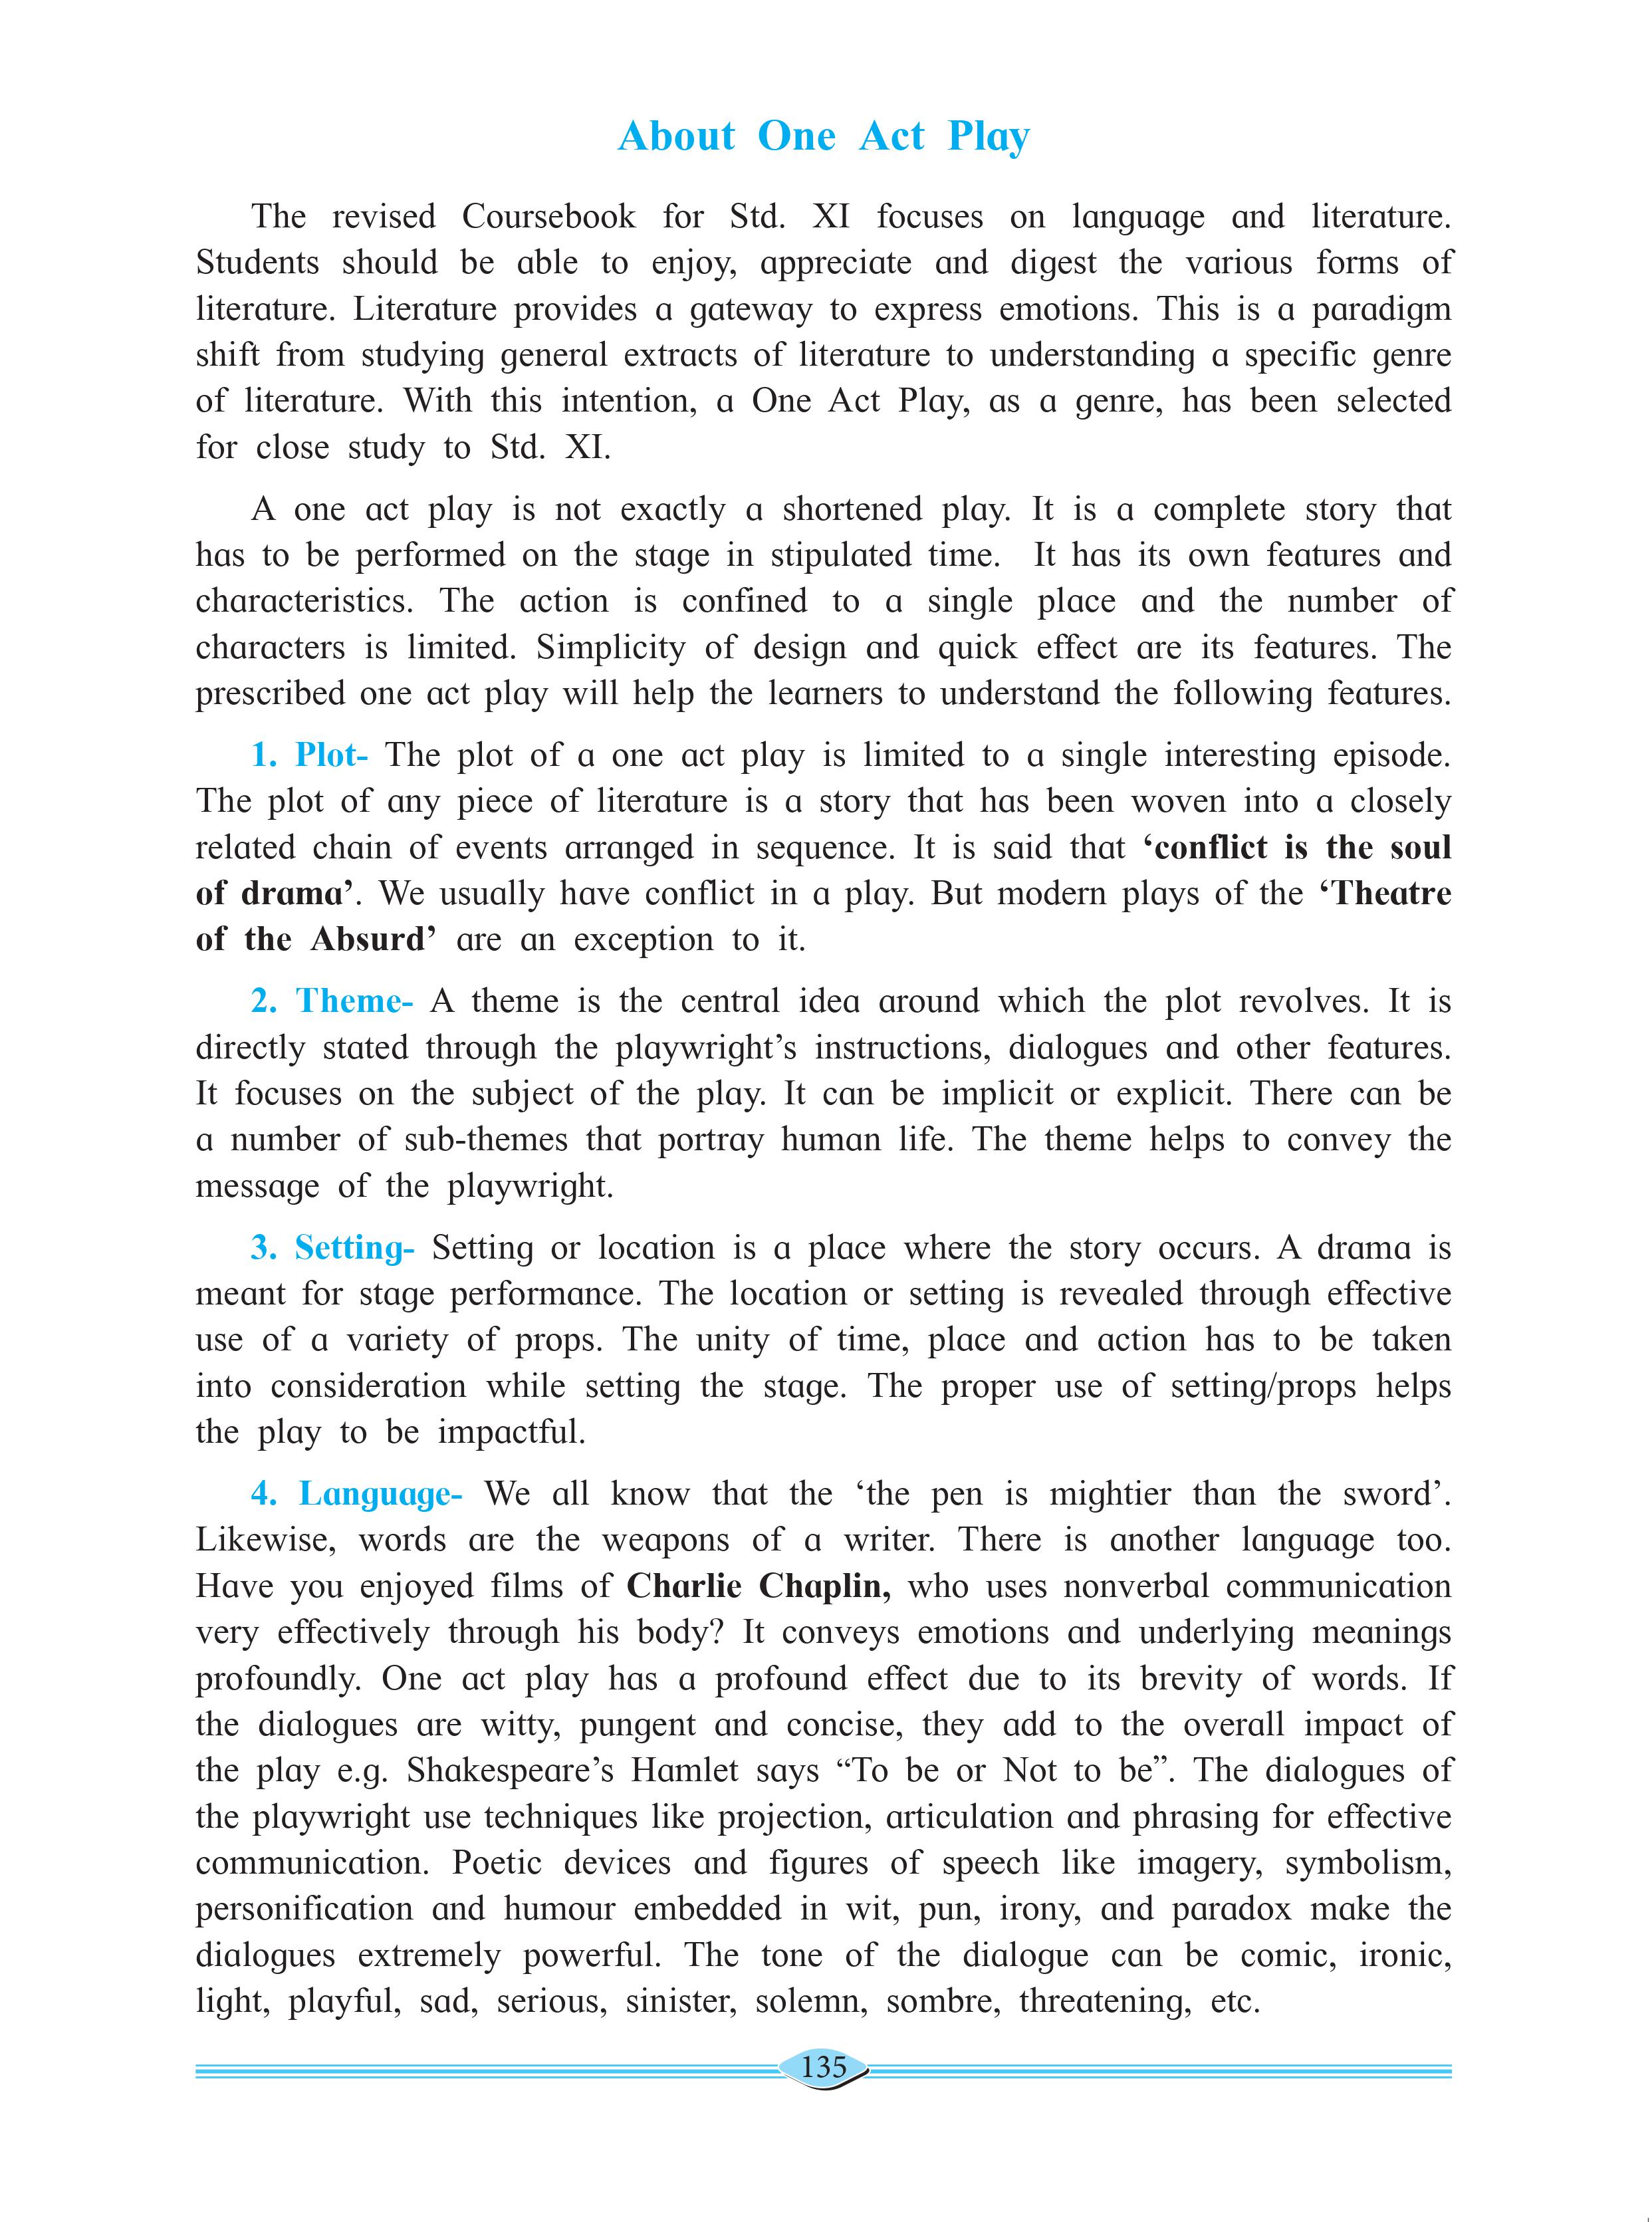 About One Act Play
The revised Coursebook for Std. XI focuses on language and literature.
Students should be able to enjoy, appreciate and digest the various forms of
literature. Literature provides a gateway to express emotions. This is a paradigm
shift from studying general extracts of literature to understanding a specific genre
of literature. With this intention, a One Act Play, as a genre, has been selected
for close study to Std. XI.
A one act play is not exactly a shortened play. It is a complete story that
has to be performed on the stage in stipulated time. It has its own features and
characteristics. The action is confined to a single place and the number of
characters is limited. Simplicity of design and quick effect are its features. The
prescribed one act play will help the learners to understand the following features.
1. Plot- The plot of a one act play is limited to a single interesting episode.
The plot of any piece of literature is a story that has been woven into a closely
related chain of events arranged in sequence. It is said that ‘conflict is the soul
of drama’. We usually have conflict in a play. But modern plays of the ‘Theatre
of the Absurd’ are an exception to it.
2. Theme- A theme is the central idea around which the plot revolves. It is
directly stated through the playwright’s instructions, dialogues and other features.
It focuses on the subject of the play. It can be implicit or explicit. There can be
a number of sub-themes that portray human life. The theme helps to convey the
message of the playwright.
3. Setting- Setting or location is a place where the story occurs. A drama is
meant for stage performance. The location or setting is revealed through effective
use of a variety of props. The unity of time, place and action has to be taken
into consideration while setting the stage. The proper use of setting/props helps
the play to be impactful.
4. Language- We all know that the ‘the pen is mightier than the sword’.
Likewise, words are the weapons of a writer. There is another language too.
Have you enjoyed films of Charlie Chaplin, who uses nonverbal communication
very effectively through his body? It conveys emotions and underlying meanings
profoundly. One act play has a profound effect due to its brevity of words. If
the dialogues are witty, pungent and concise, they add to the overall impact of
the play e.g. Shakespeare’s Hamlet says “To be or Not to be”. The dialogues of
the playwright use techniques like projection, articulation and phrasing for effective
communication. Poetic devices and figures of speech like imagery, symbolism,
personification and humour embedded in wit, pun, irony, and paradox make the
dialogues extremely powerful. The tone of the dialogue can be comic, ironic,
light, playful, sad, serious, sinister, solemn, sombre, threatening, etc.
135